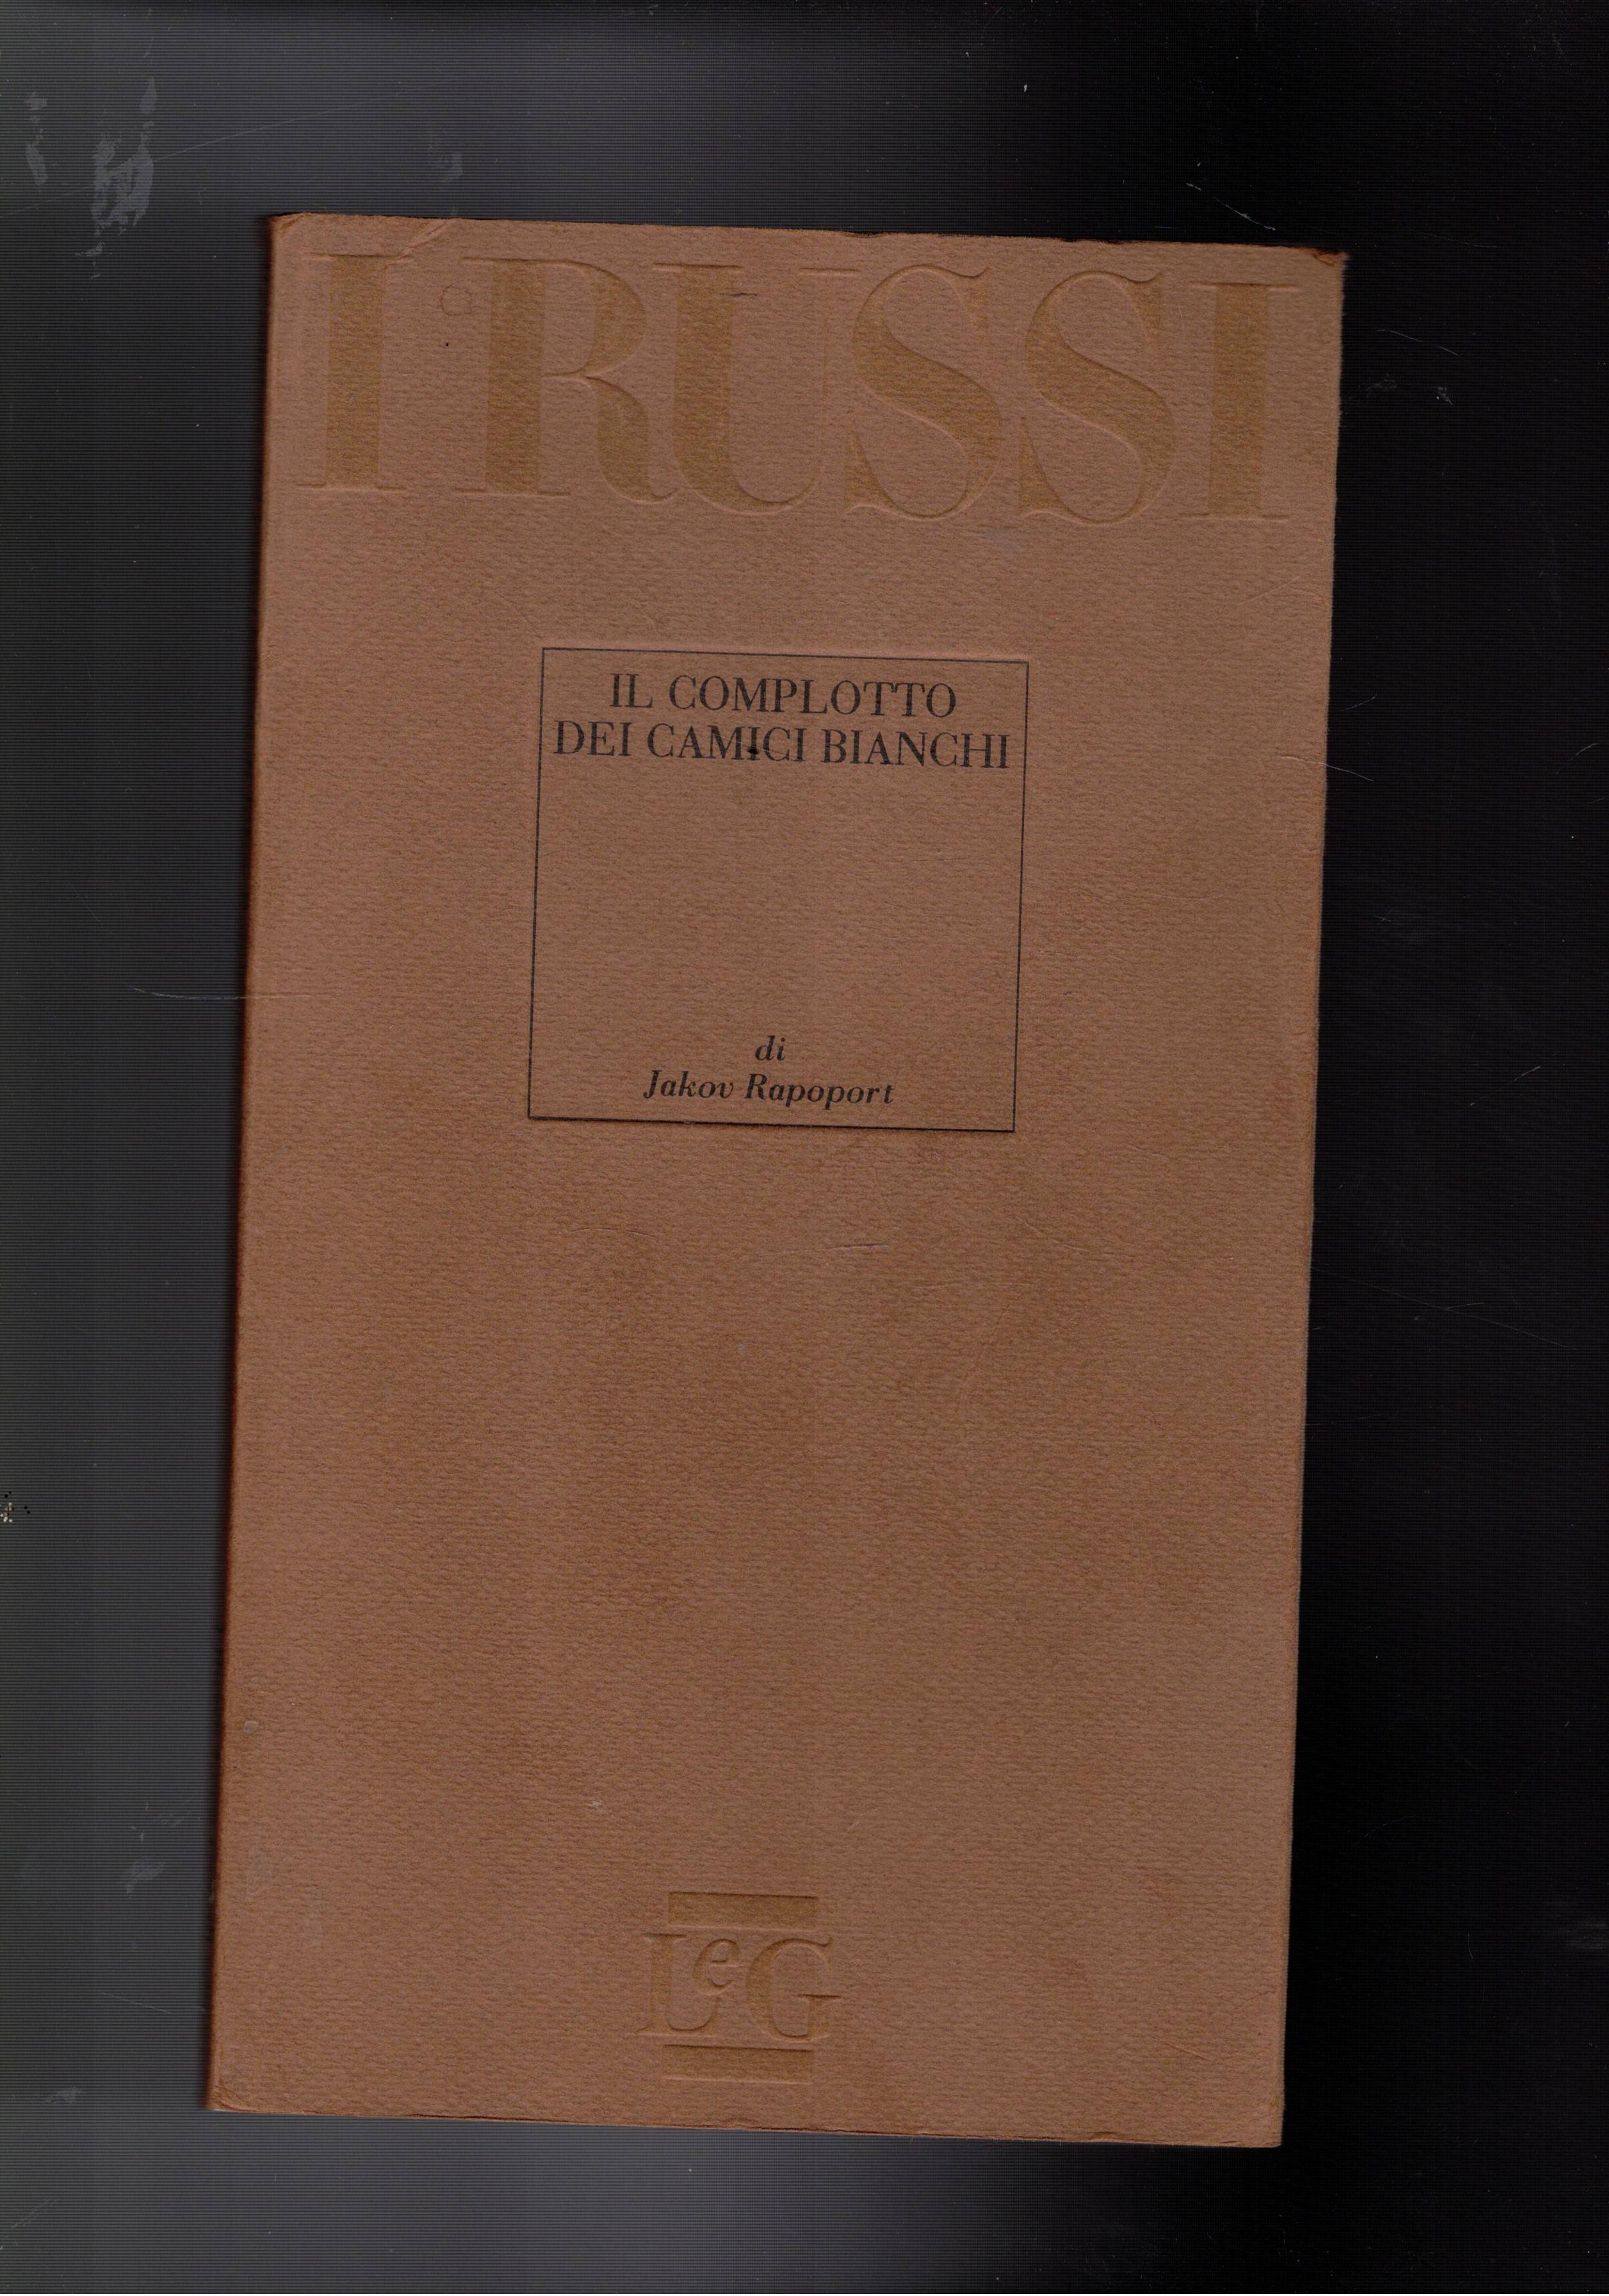 I RUSSI
IL COMPLOTTO
DEI CAMICI BIANCHI
di
Jakov Rapoport
LeG